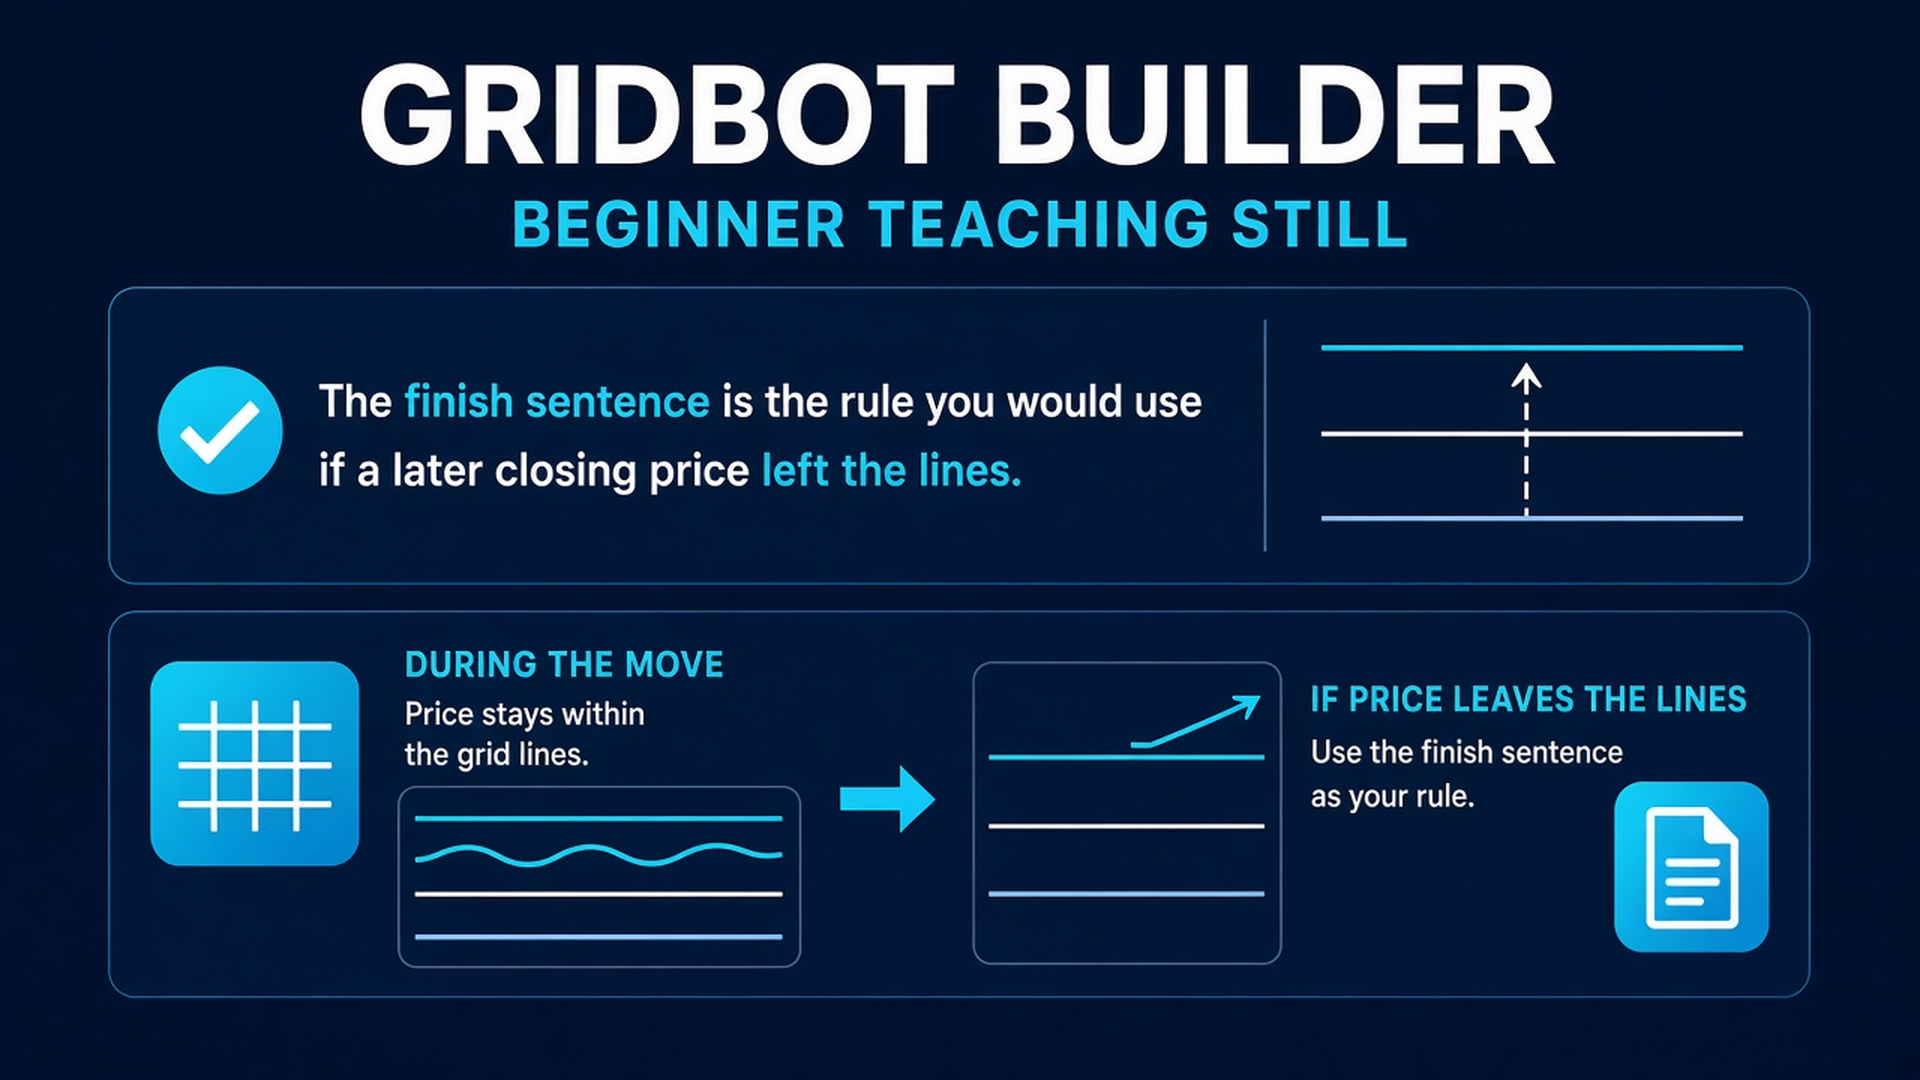 GRIDBOT BUILDER
BEGINNER TEACHING STILL
The finish sentence is the rule you would use
if a later closing price left the lines.
DURING THE MOVE
Price stays within
the grid lines.
IF PRICE LEAVES THE LINES
Use the finish sentence
as your rule.